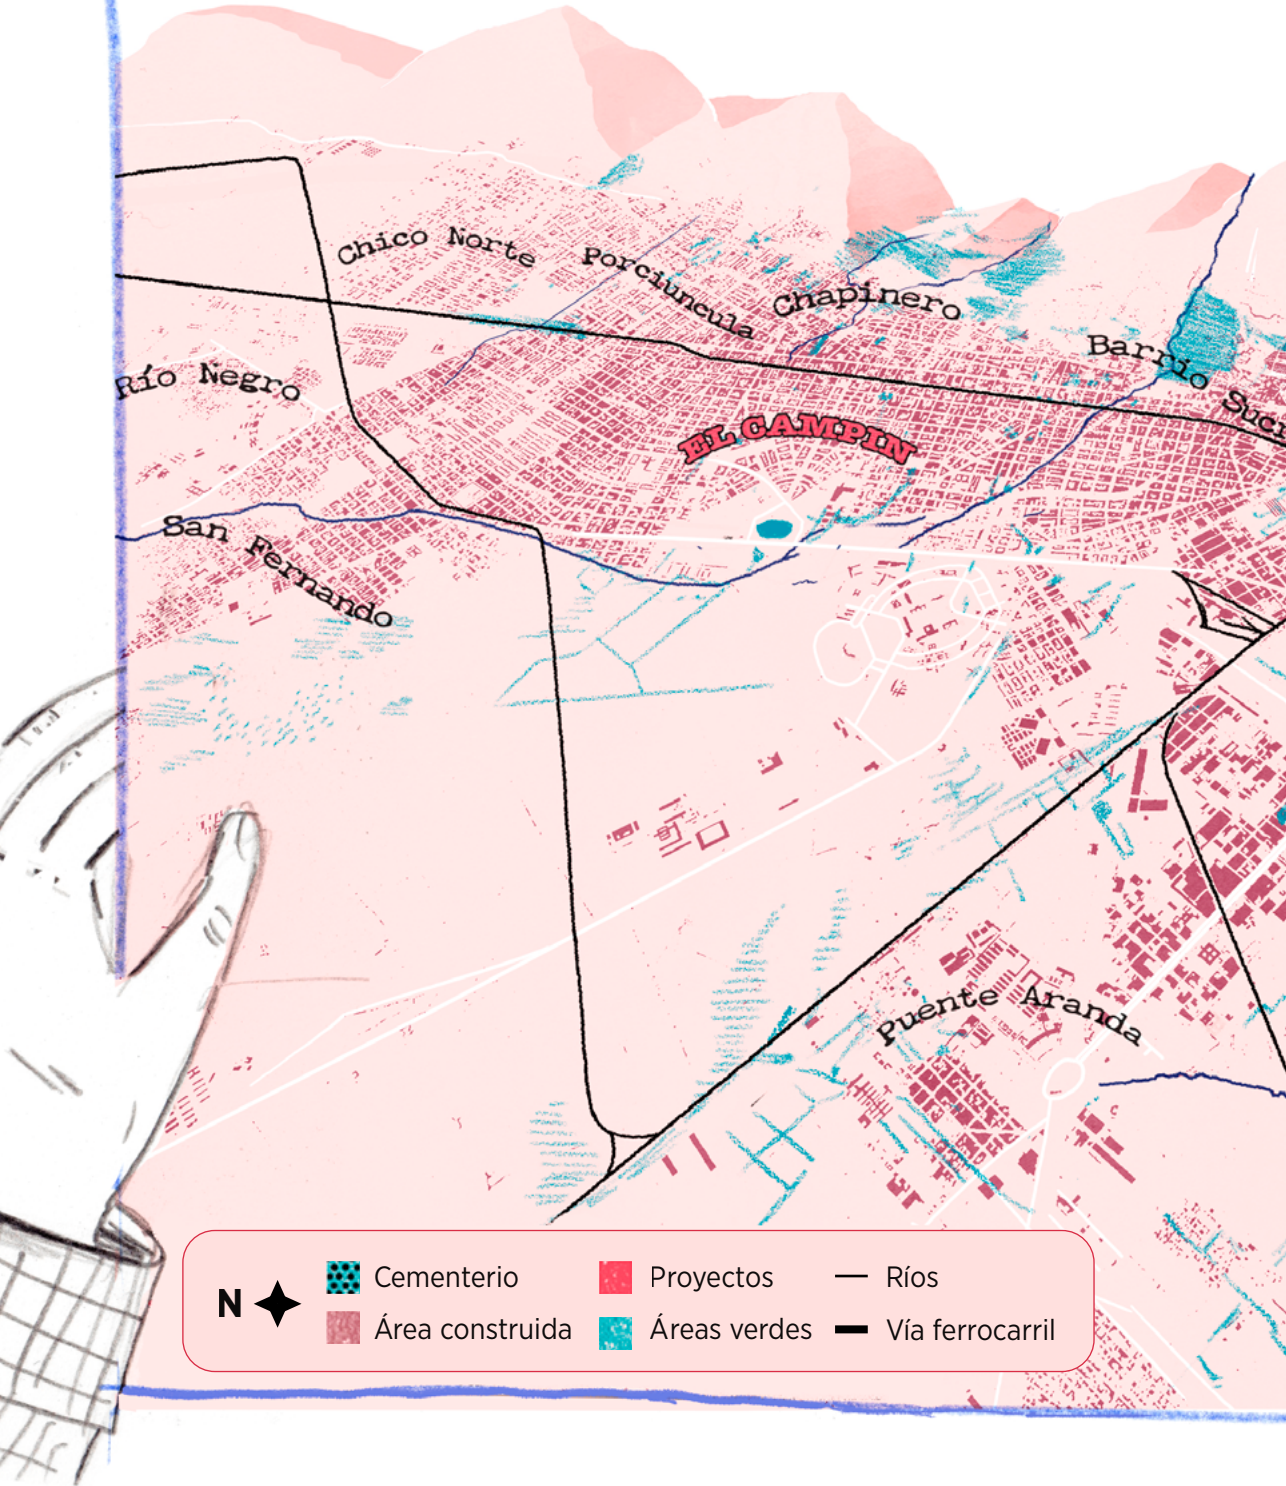 Chico Norte
Porciuncula
Chapinero
Barrio Sucr
Río Negro
EL CAMPIN
San Fernando
Puente Aranda
N
Cementerio
Proyectos
Ríos
Área construida
Áreas verdes
Vía ferrocarril